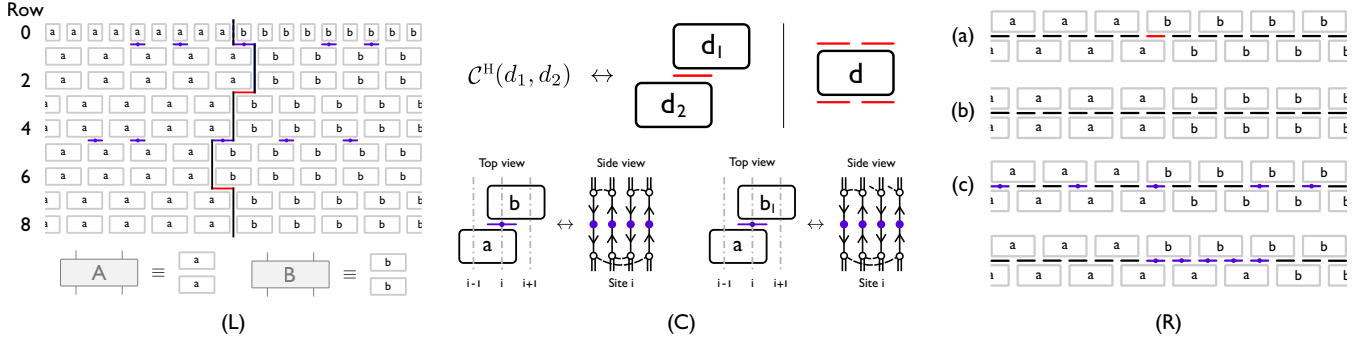 Row
0 a a a a a a a a a b b b b b b b b b
a a a a a b b b b
2 a a a a a b b b b
a a a a b b b b
4 a a a a b b b b
a a a a b b b b b
6 a a a a b b b b b
a a a a b b b b
8 a a a a b b b b
A ≡ a
a
B ≡ b
b
(L)
𝒞ᴴ(d₁, d₂) ↔ d₁
d₂
d
Top view Side view
b
a
↔
i-1 i i+1 Site i
Top view Side view
b₁
a
↔
i-1 i i+1 Site i
(C)
(a) a a a b b b b
a a a b b b b
(b) a a a b b b b
a a a b b b b
(c) a a a b b b b
a a a b b b b
a a a b b b b
a a a a a b b
(R)